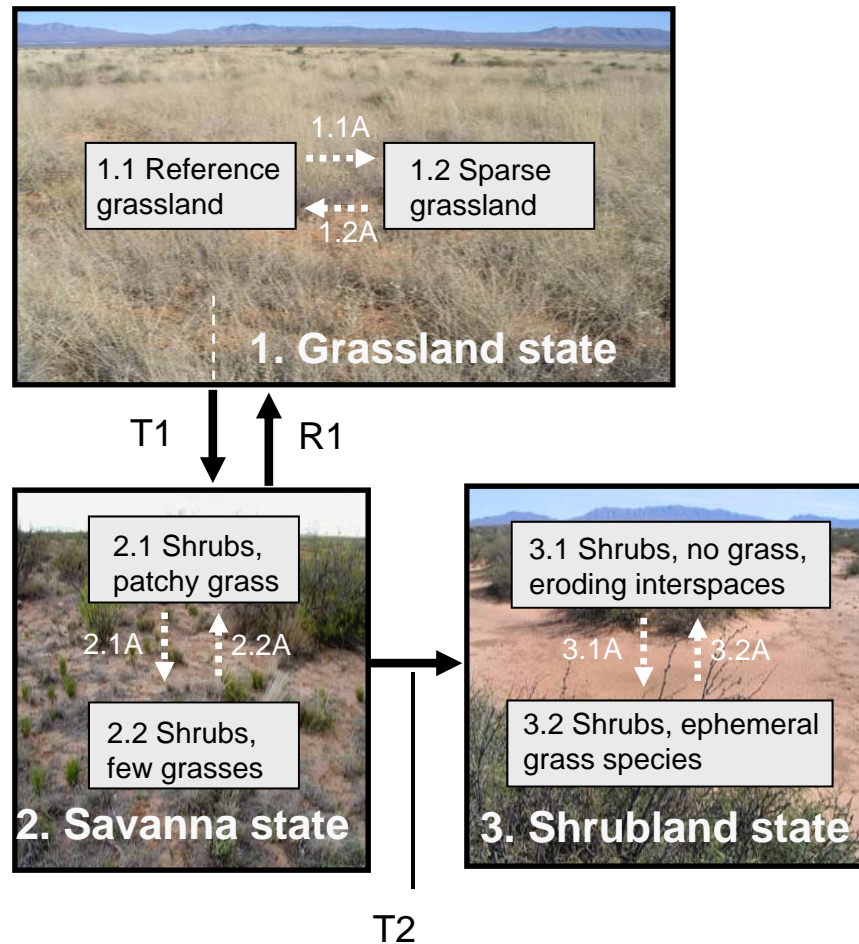 1.1A
1.1 Reference
grassland
1.2 Sparse
grassland
1.2A
1. Grassland state
T1
R1
2.1 Shrubs,
patchy grass
2.1A
2.2A
2.2 Shrubs,
few grasses
2. Savanna state
3.1 Shrubs, no grass,
eroding interspaces
3.1A
3.2A
3.2 Shrubs, ephemeral
grass species
3. Shrubland state
T2